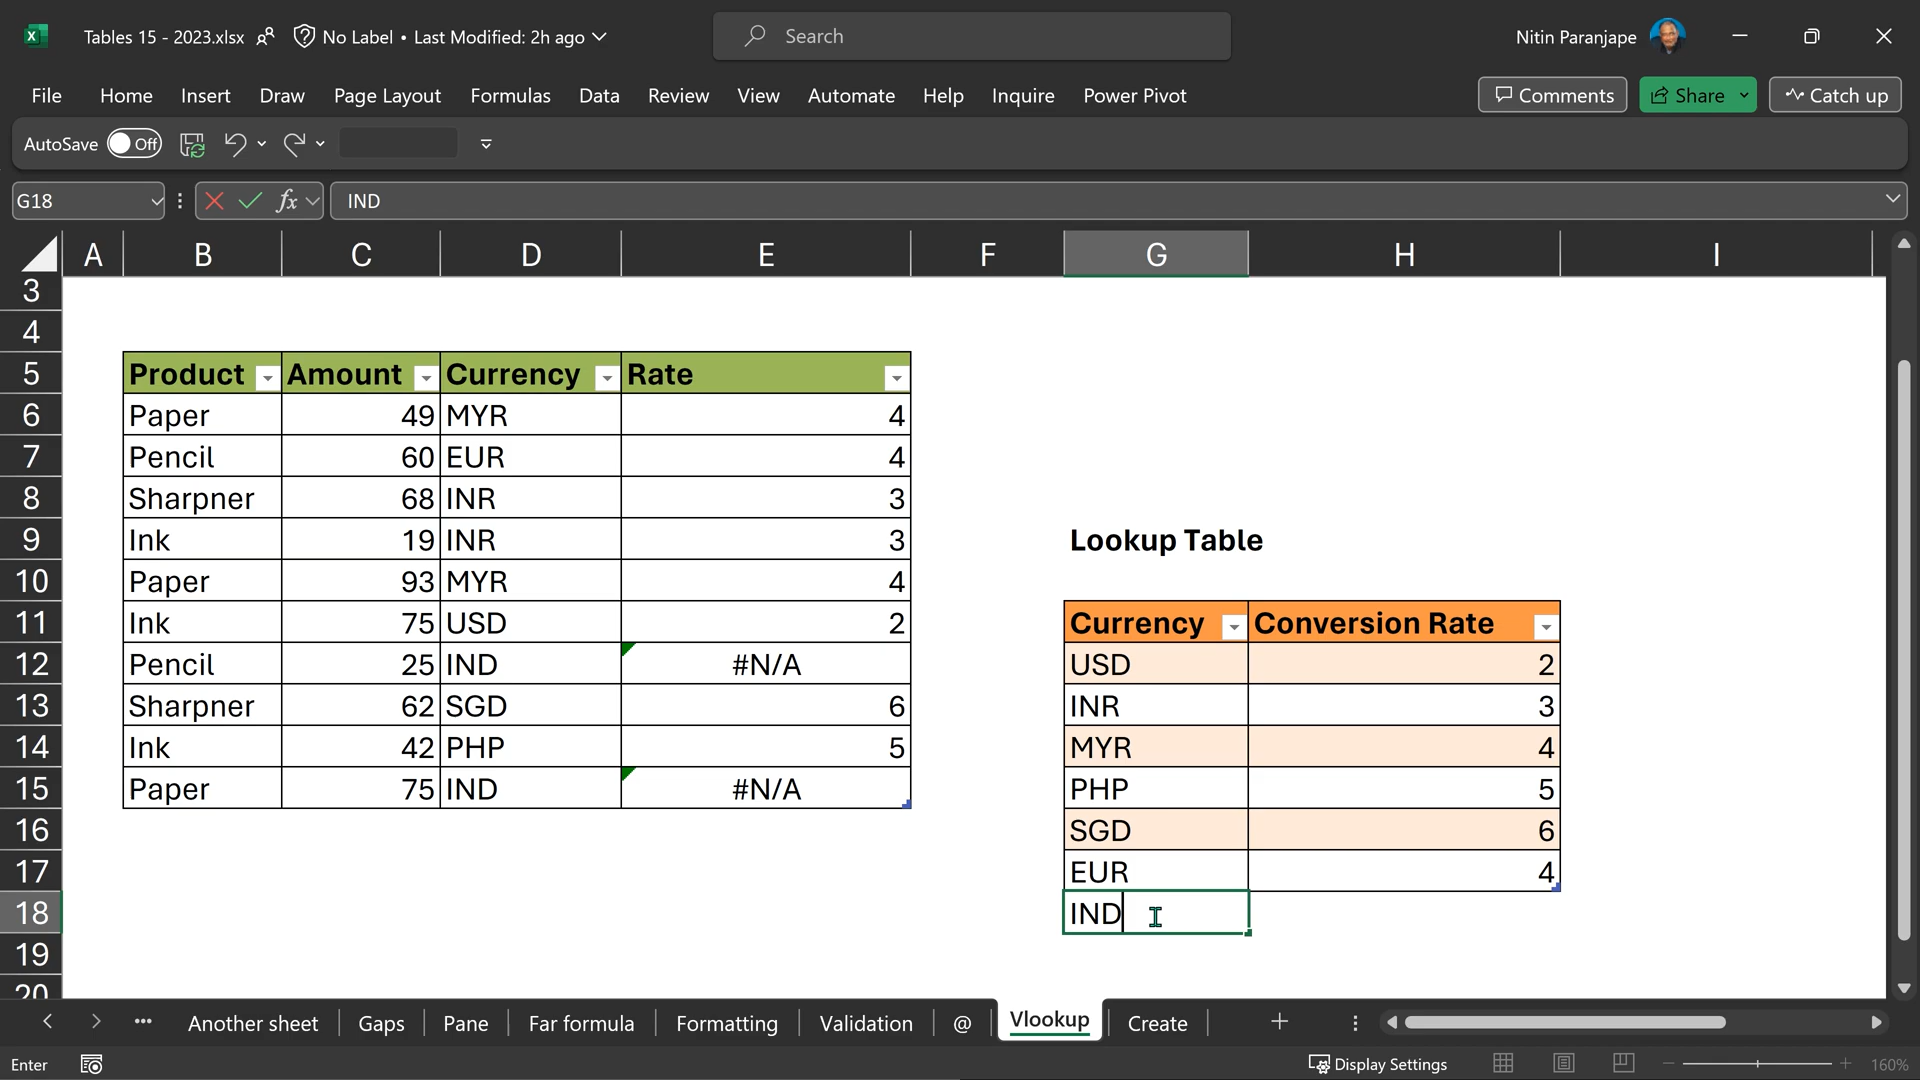 Tables 15 - 2023.xlsx No Label • Last Modified: 2h ago Search Nitin Paranjape
File Home Insert Draw Page Layout Formulas Data Review View Automate Help Inquire Power Pivot Comments Share Catch up
AutoSave Off
G18 fx IND
A B C D E F G H I
3
4
5 Product Amount Currency Rate
6 Paper 49 MYR 4
7 Pencil 60 EUR 4
8 Sharpner 68 INR 3
9 Ink 19 INR 3 Lookup Table
10 Paper 93 MYR 4
11 Ink 75 USD 2 Currency Conversion Rate
12 Pencil 25 IND #N/A USD 2
13 Sharpner 62 SGD 6 INR 3
14 Ink 42 PHP 5 MYR 4
15 Paper 75 IND #N/A PHP 5
16 SGD 6
17 EUR 4
18 IND
19
20
Another sheet Gaps Pane Far formula Formatting Validation @ Vlookup Create
Enter Display Settings 160%